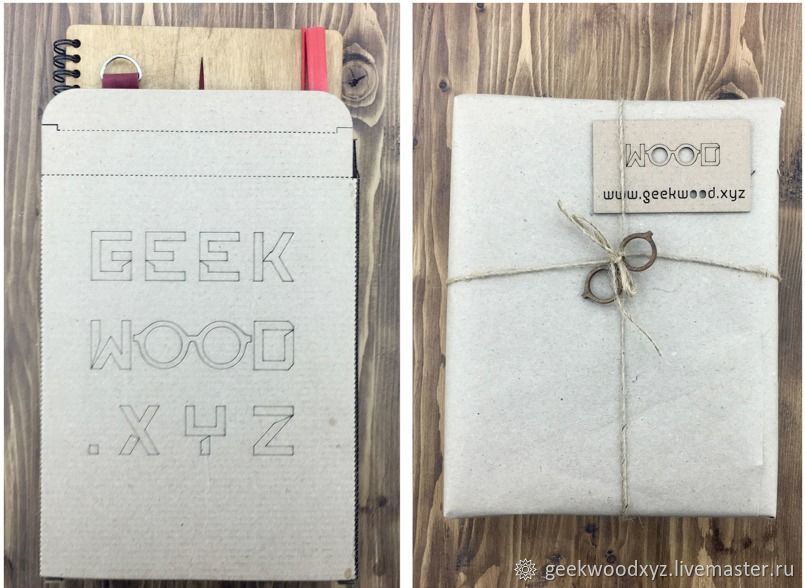 GEEK
WOOD
.XYZ
WOOD
www.geekwood.xyz
geekwoodxyz.livemaster.ru